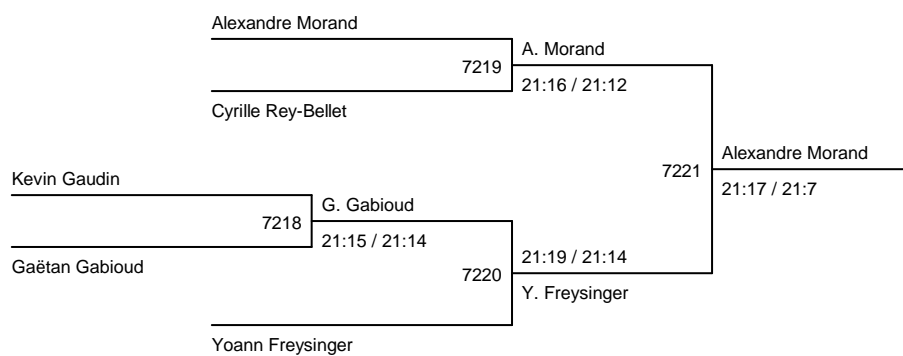 Alexandre Morand
7219
A. Morand
21:16 / 21:12
Cyrille Rey-Bellet
7221
Alexandre Morand
21:17 / 21:7
Kevin Gaudin
7218
G. Gabioud
21:15 / 21:14
Gaëtan Gabioud
7220
21:19 / 21:14
Y. Freysinger
Yoann Freysinger